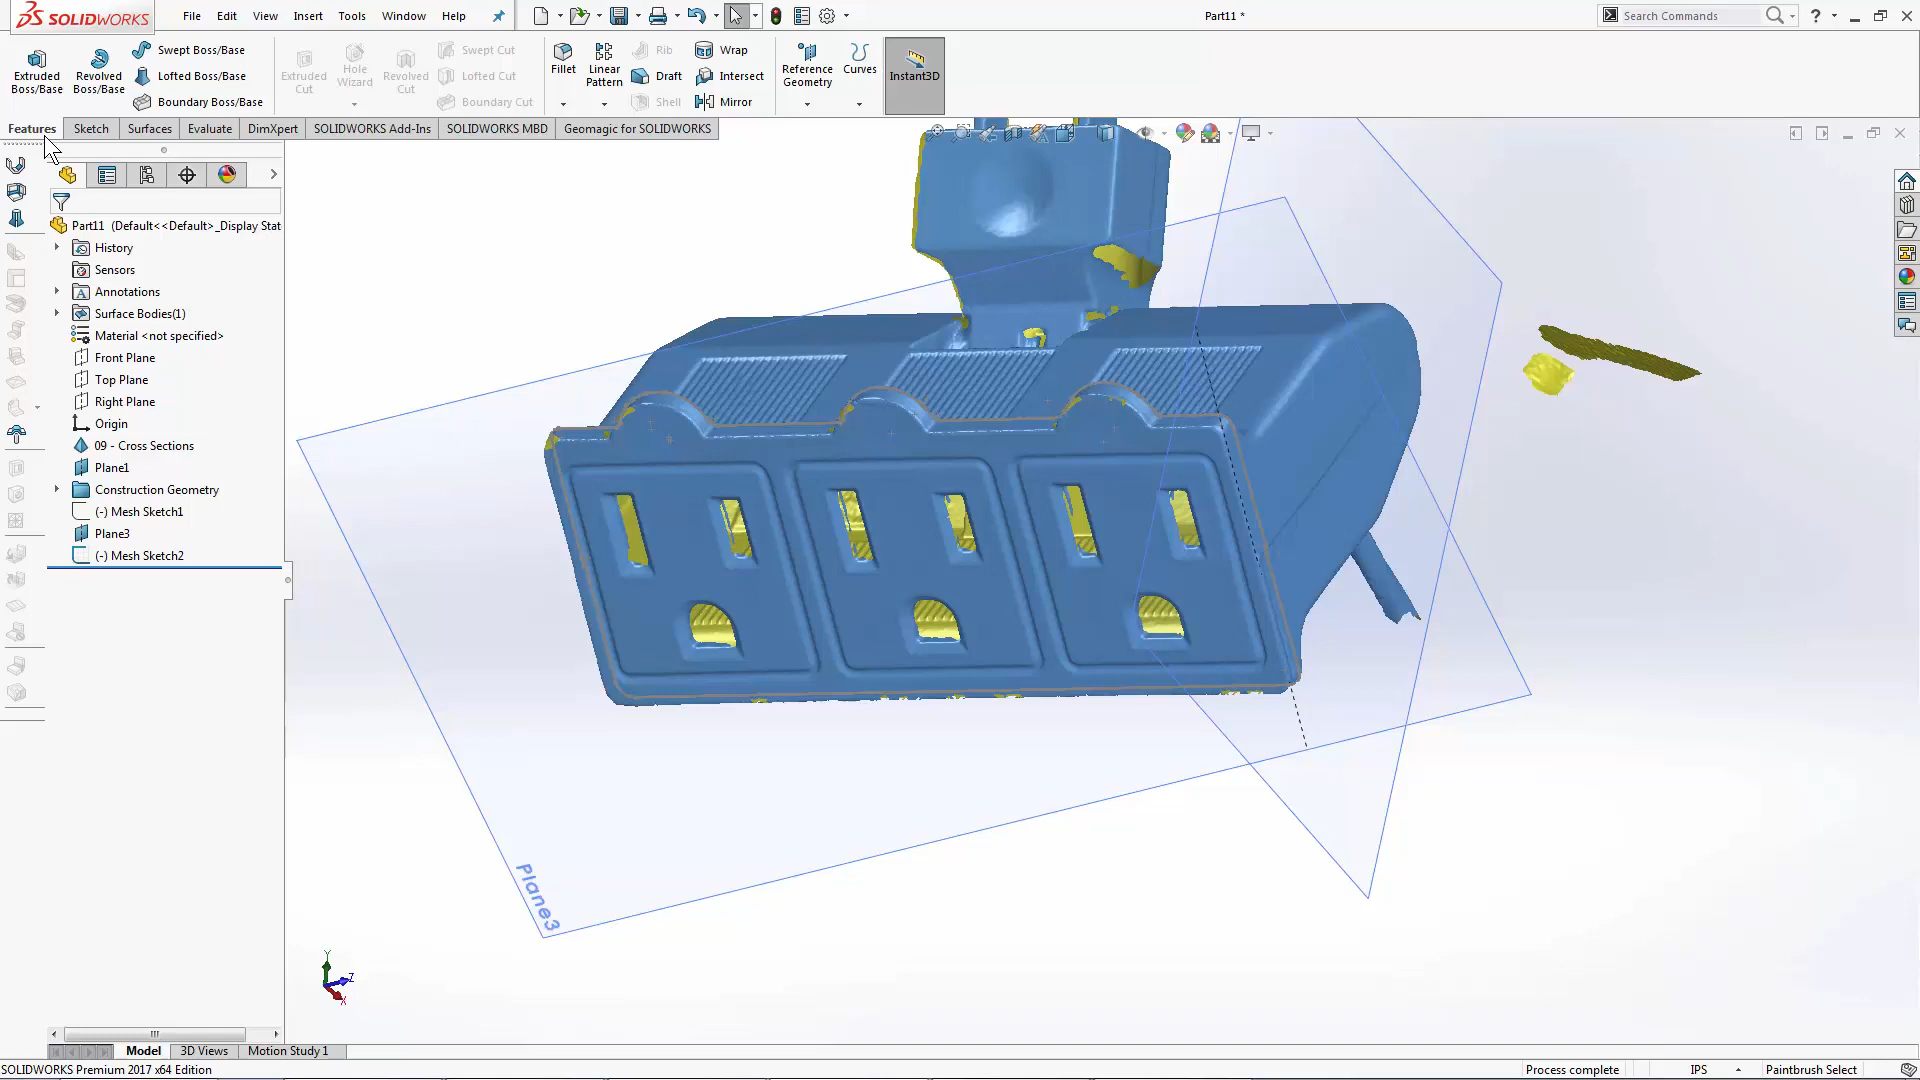 SOLIDWORKS
File Edit View Insert Tools Window Help
Part11 *
Search Commands
?
Extruded Boss/Base
Revolved Boss/Base
Swept Boss/Base
Lofted Boss/Base
Boundary Boss/Base
Extruded Cut
Hole Wizard
Revolved Cut
Swept Cut
Lofted Cut
Boundary Cut
Fillet
Linear Pattern
Rib
Draft
Shell
Wrap
Intersect
Mirror
Reference Geometry
Curves
Instant3D
Features Sketch Surfaces Evaluate DimXpert SOLIDWORKS Add-Ins SOLIDWORKS MBD Geomagic for SOLIDWORKS
Part11 (Default<<Default>_Display Stat
History
Sensors
Annotations
Surface Bodies(1)
Material <not specified>
Front Plane
Top Plane
Right Plane
Origin
09 - Cross Sections
Plane1
Construction Geometry
(-) Mesh Sketch1
Plane3
(-) Mesh Sketch2
Plane3
Y
Z
X
Model 3D Views Motion Study 1
SOLIDWORKS Premium 2017 x64 Edition
Process complete
IPS
Paintbrush Select